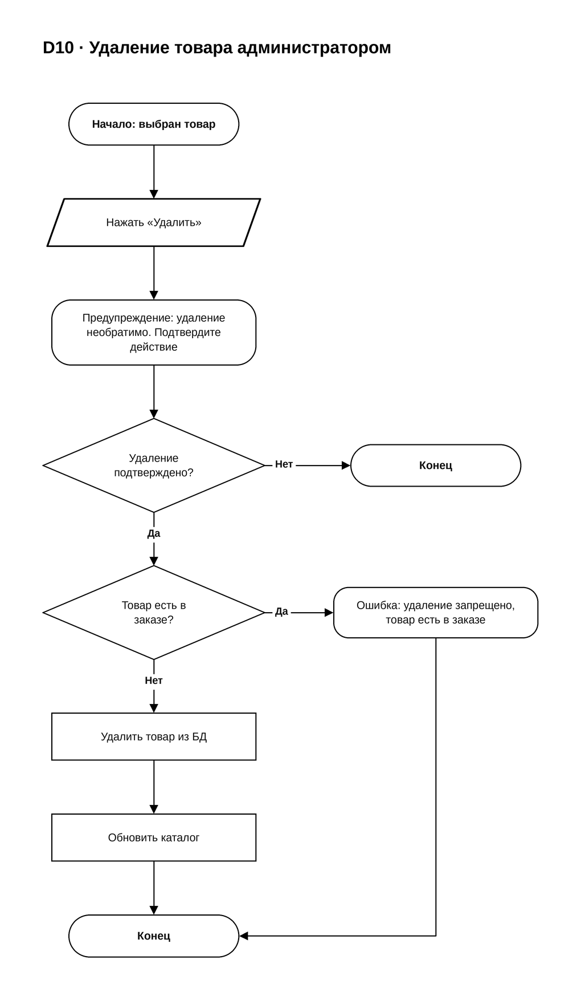 D10 · Удаление товара администратором
Начало: выбран товар
Нажать «Удалить»
Предупреждение: удаление
необратимо. Подтвердите
действие
Удаление
подтверждено?
Нет
Конец
Да
Товар есть в
заказе?
Да
Ошибка: удаление запрещено,
товар есть в заказе
Нет
Удалить товар из БД
Обновить каталог
Конец